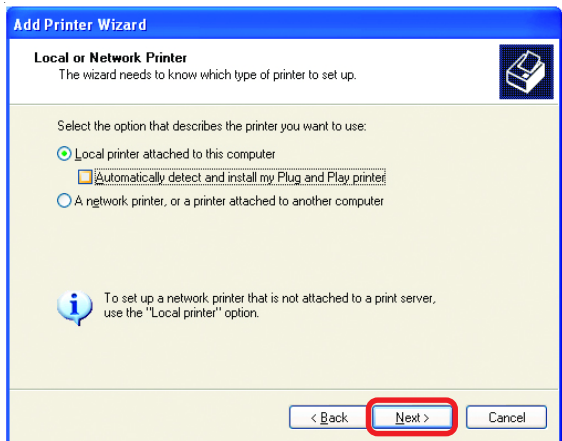 Add Printer Wizard
Local or Network Printer
The wizard needs to know which type of printer to set up.
Select the option that describes the printer you want to use:
Local printer attached to this computer
Automatically detect and install my Plug and Play printer
A network printer, or a printer attached to another computer
To set up a network printer that is not attached to a print server,
use the "Local printer" option.
< Back Next > Cancel